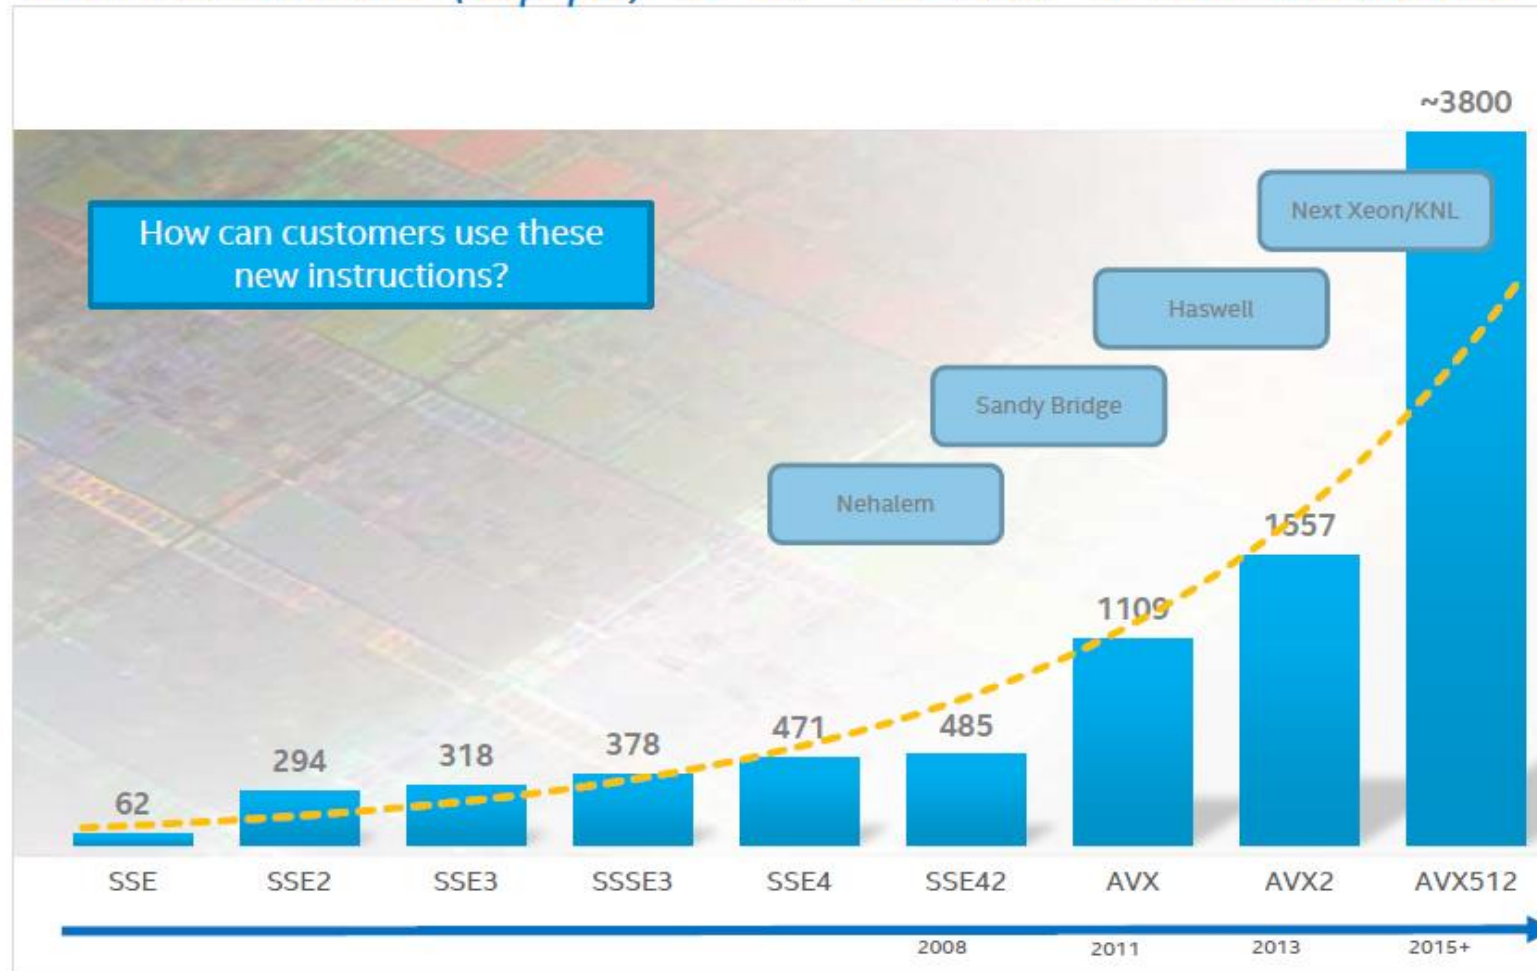 ~3800
Next Xeon/KNL
How can customers use these
new instructions?
Haswell
Sandy Bridge
Nehalem
1557
1109
471
485
378
318
294
62
SSE
SSE2
SSE3
SSSE3
SSE4
SSE42
AVX
AVX2
AVX512
2008
2011
2013
2015+